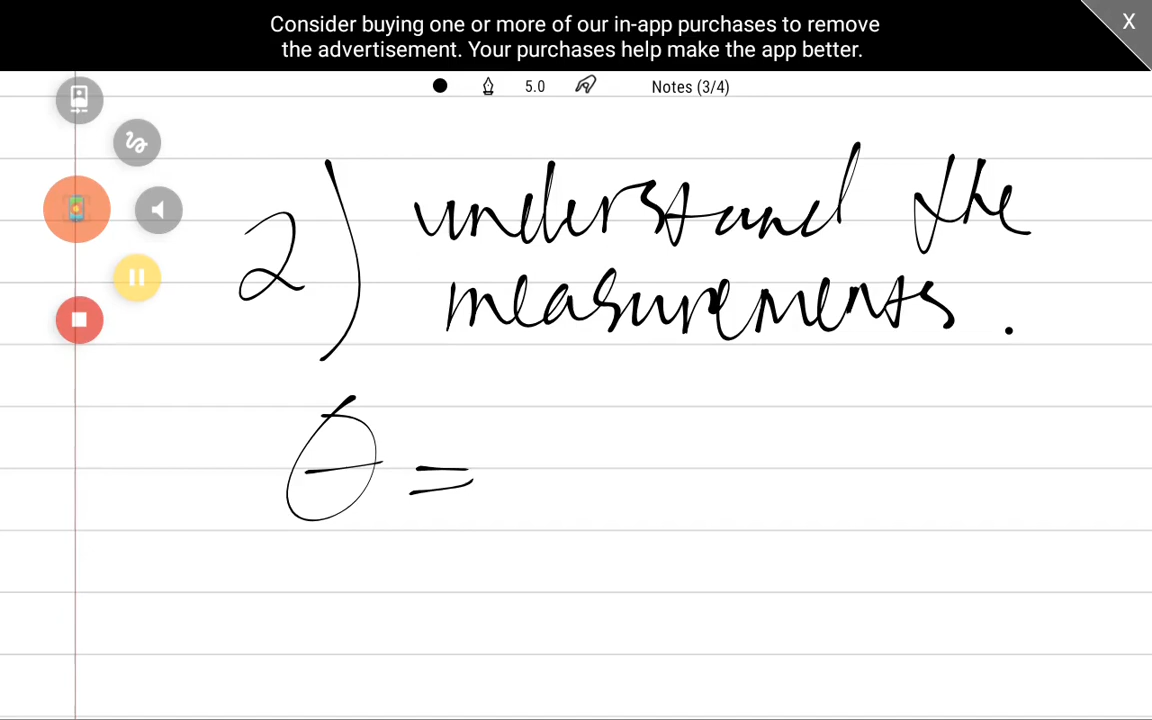 Consider buying one or more of our in-app purchases to remove
the advertisement. Your purchases help make the app better.
X
5.0
Notes (3/4)
2) understand the
measurements.
θ =